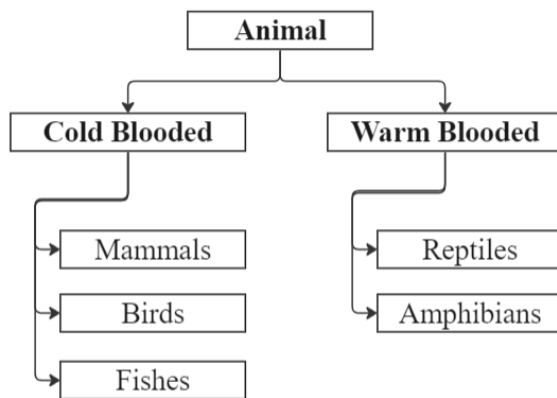 Animal
Cold Blooded
Warm Blooded
Mammals
Birds
Fishes
Reptiles
Amphibians